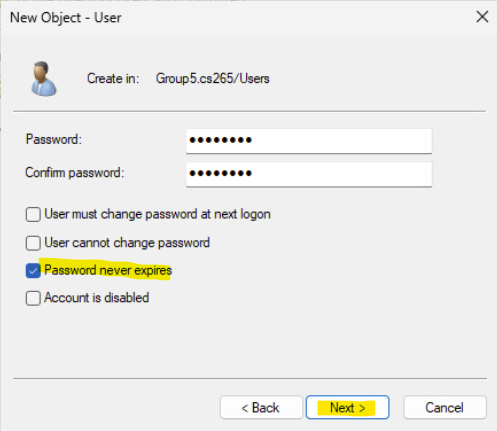 New Object - User
Create in: Group5.cs265/Users
Password: ••••••••
Confirm password: ••••••••
User must change password at next logon
User cannot change password
Password never expires
Account is disabled
< Back Next > Cancel